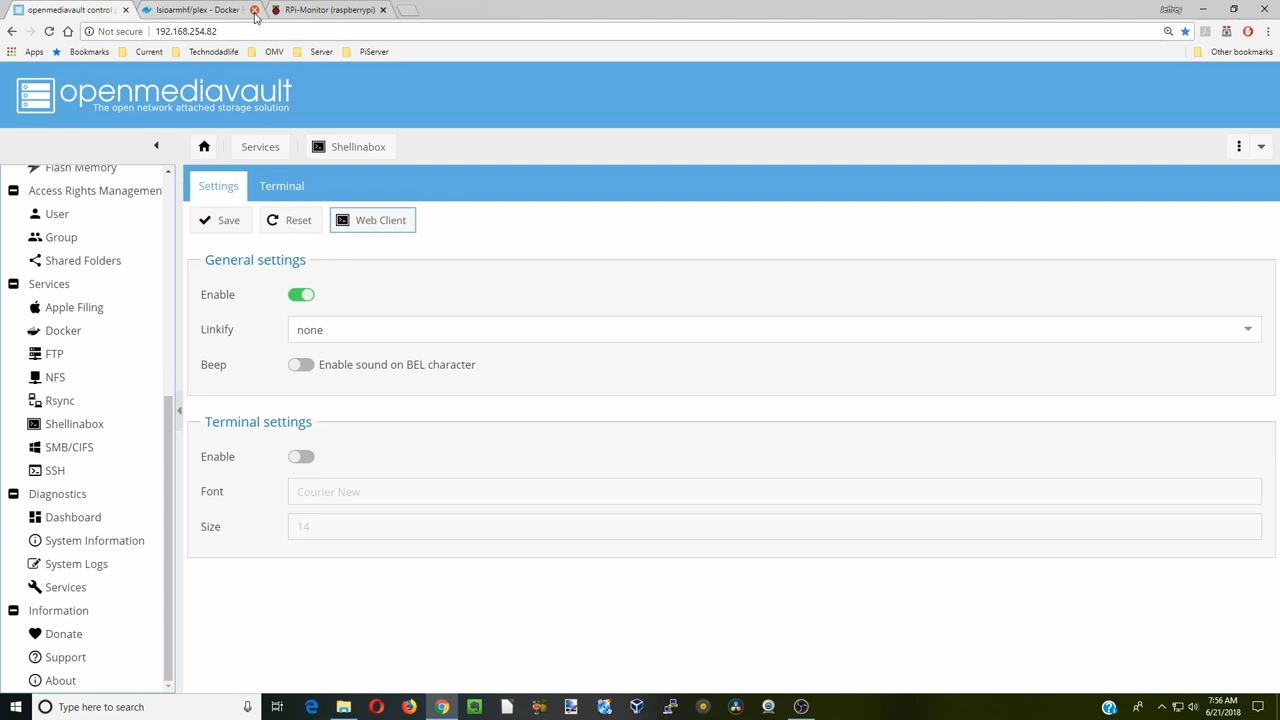 openmediavault control p
lsioarmhf/plex - Docker H
RPi-Monitor (raspberrypi)
Jeffrey
Not secure
192.168.254.82
Apps
Bookmarks
Current
Technodadlife
OMV
Server
PiServer
Other bookmarks
openmediavault
The open network attached storage solution
Services
Shellinabox
Flash Memory
Access Rights Management
User
Group
Shared Folders
Services
Apple Filing
Docker
FTP
NFS
Rsync
Shellinabox
SMB/CIFS
SSH
Diagnostics
Dashboard
System Information
System Logs
Services
Information
Donate
Support
About
Settings
Terminal
Save
Reset
Web Client
General settings
Enable
Linkify
none
Beep
Enable sound on BEL character
Terminal settings
Enable
Font
Courier New
Size
14
Type here to search
7:56 AM
6/21/2018